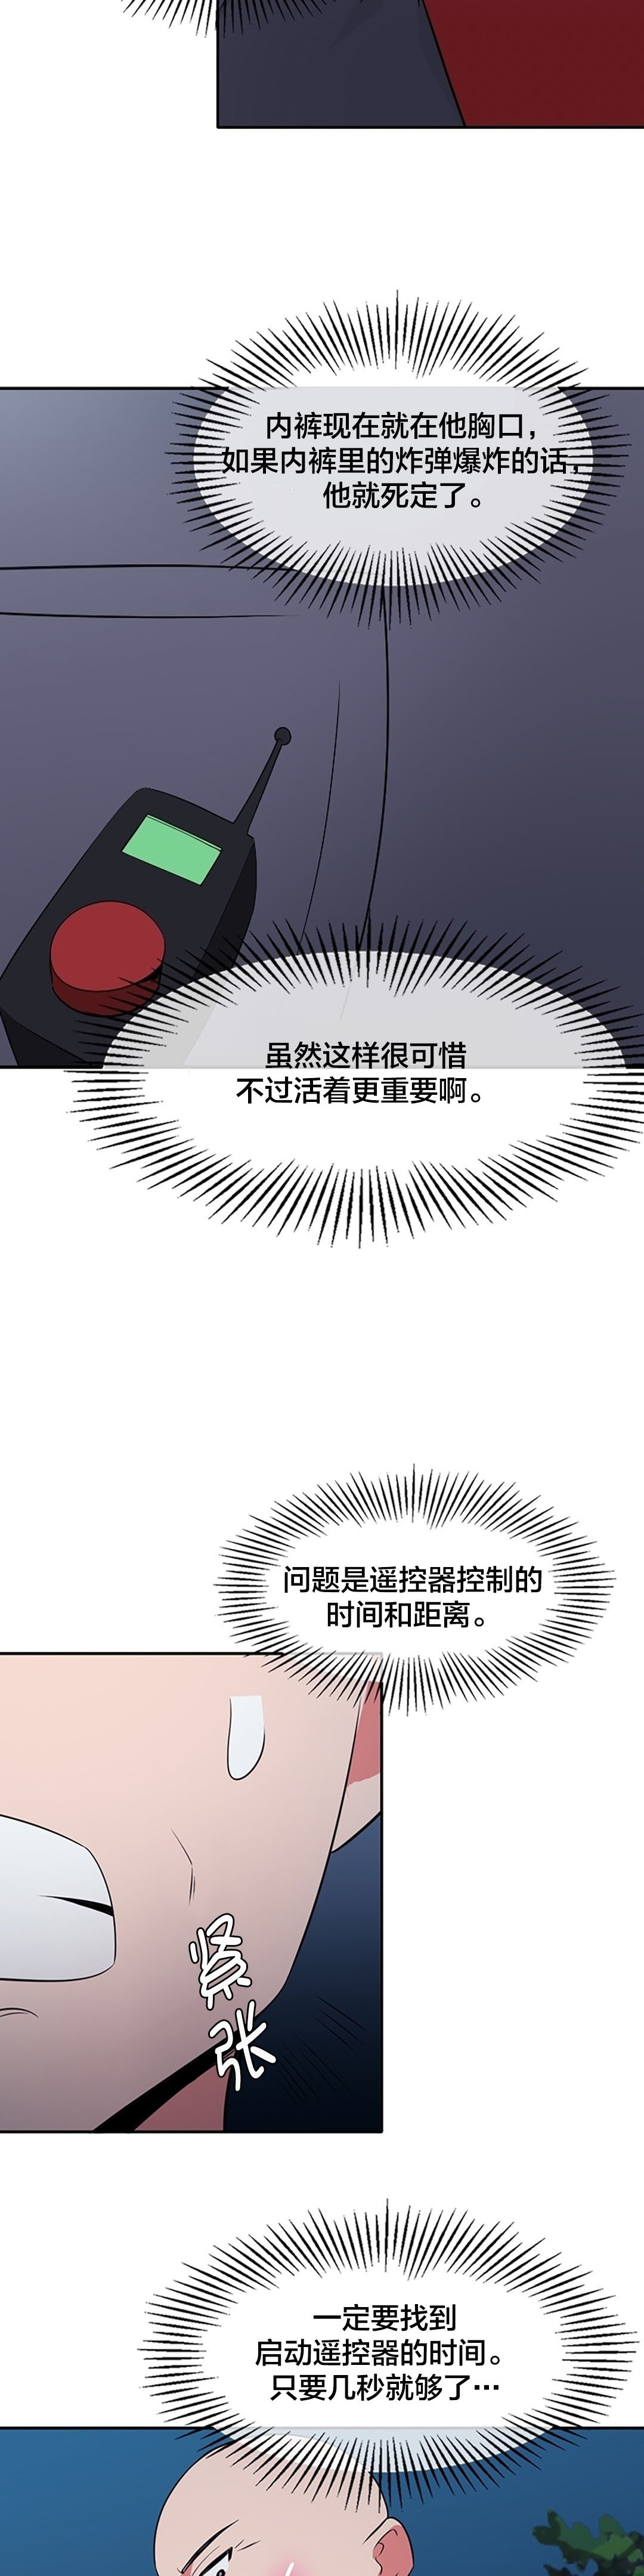 内裤现在就在他胸口，
如果内裤里的炸弹爆炸的话，
他就死定了。
虽然这样很可惜
不过活着更重要啊。
问题是遥控器控制的
时间和距离。
紧张
一定要找到
启动遥控器的时间。
只要几秒就够了…